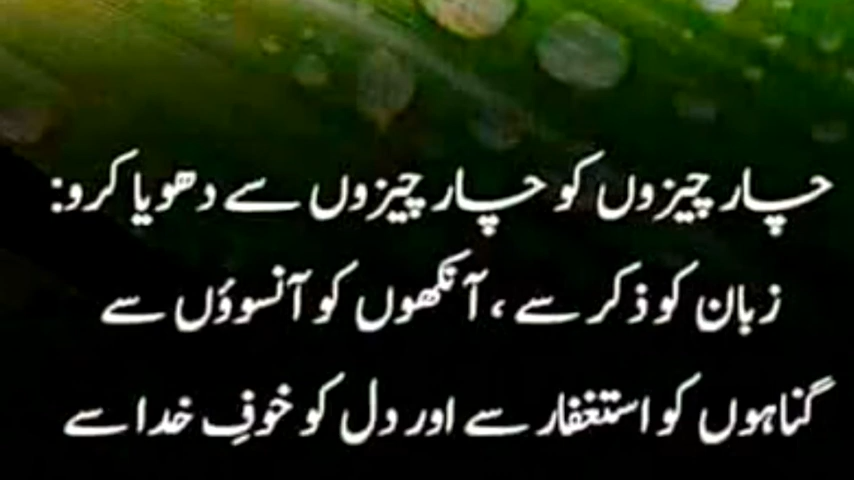 چار چیزوں کو چار چیزوں سے دھویا کرو:
زبان کو ذکر سے، آنکھوں کو آنسوؤں سے
گناہوں کو استغفار سے اور دل کو خوفِ خدا سے